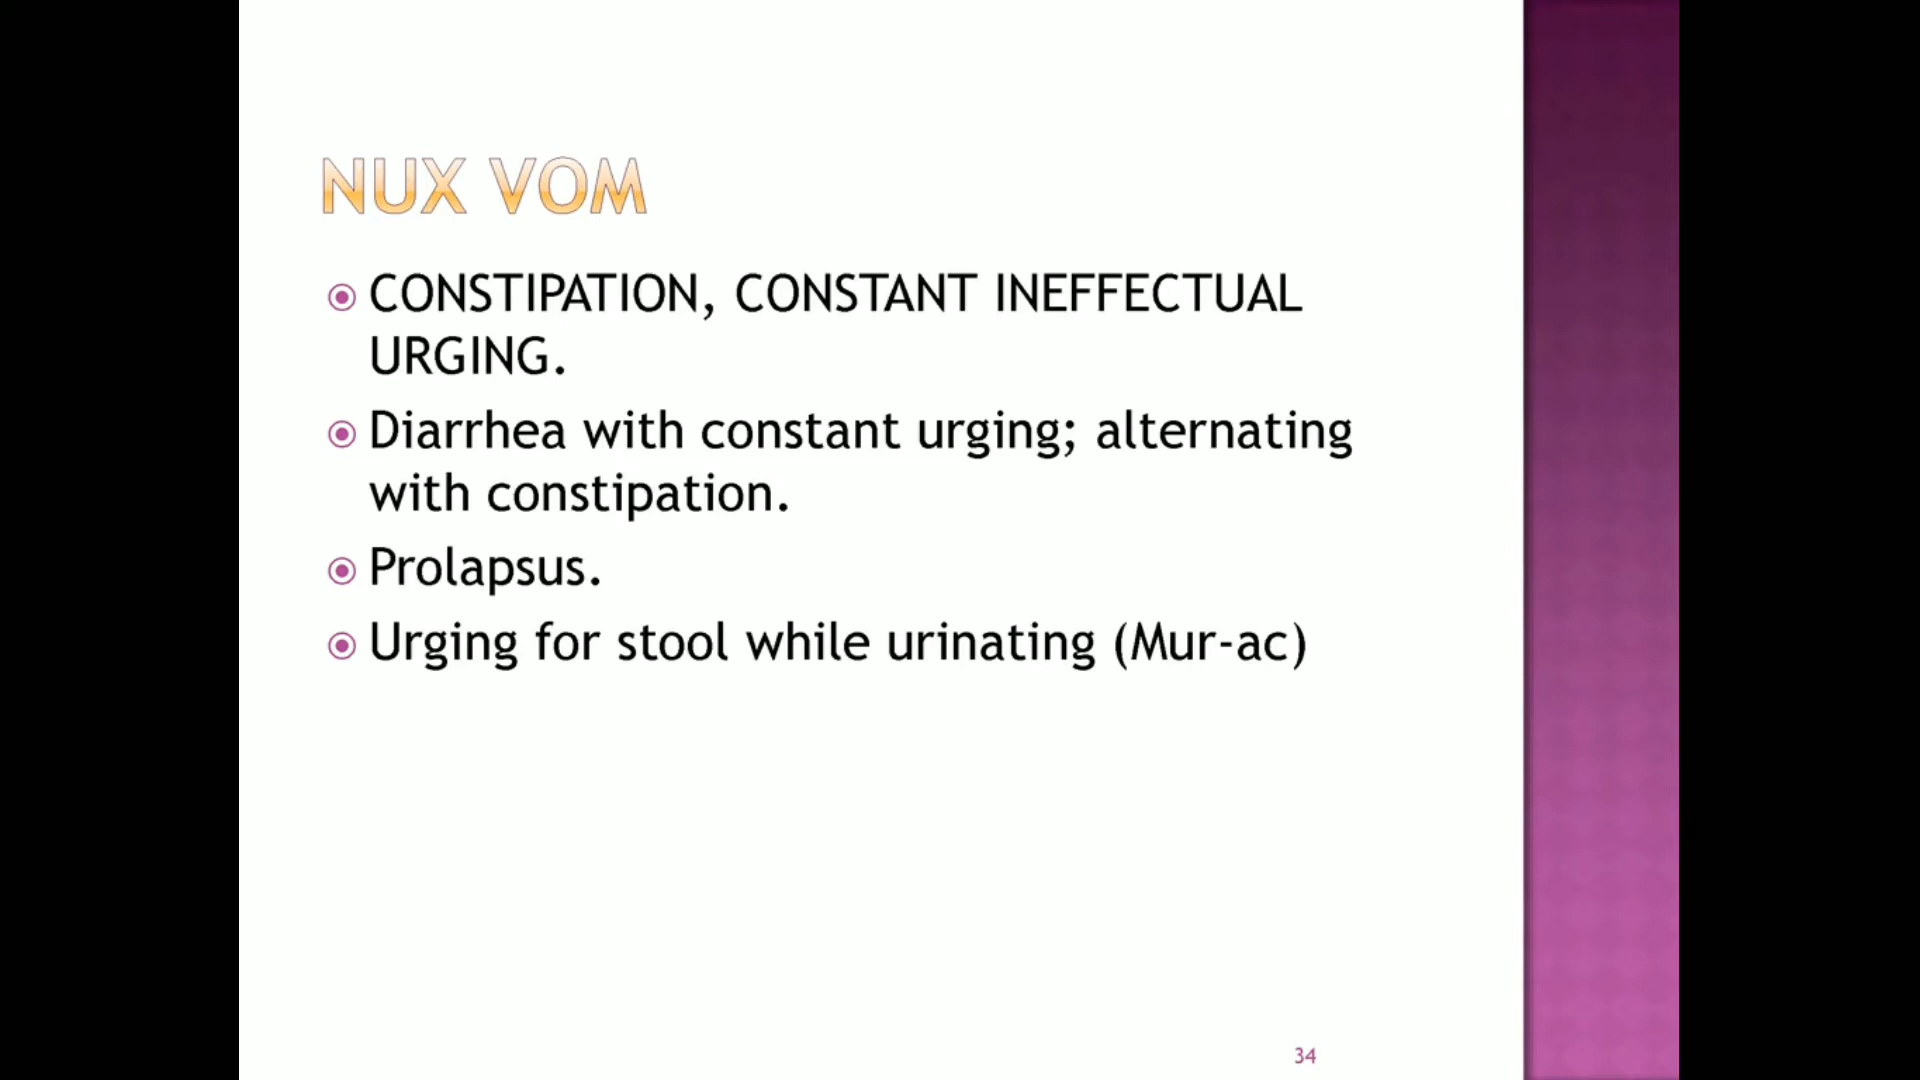 NUX VOM
CONSTIPATION, CONSTANT INEFFECTUAL
URGING.
Diarrhea with constant urging; alternating
with constipation.
Prolapsus.
Urging for stool while urinating (Mur-ac)
34